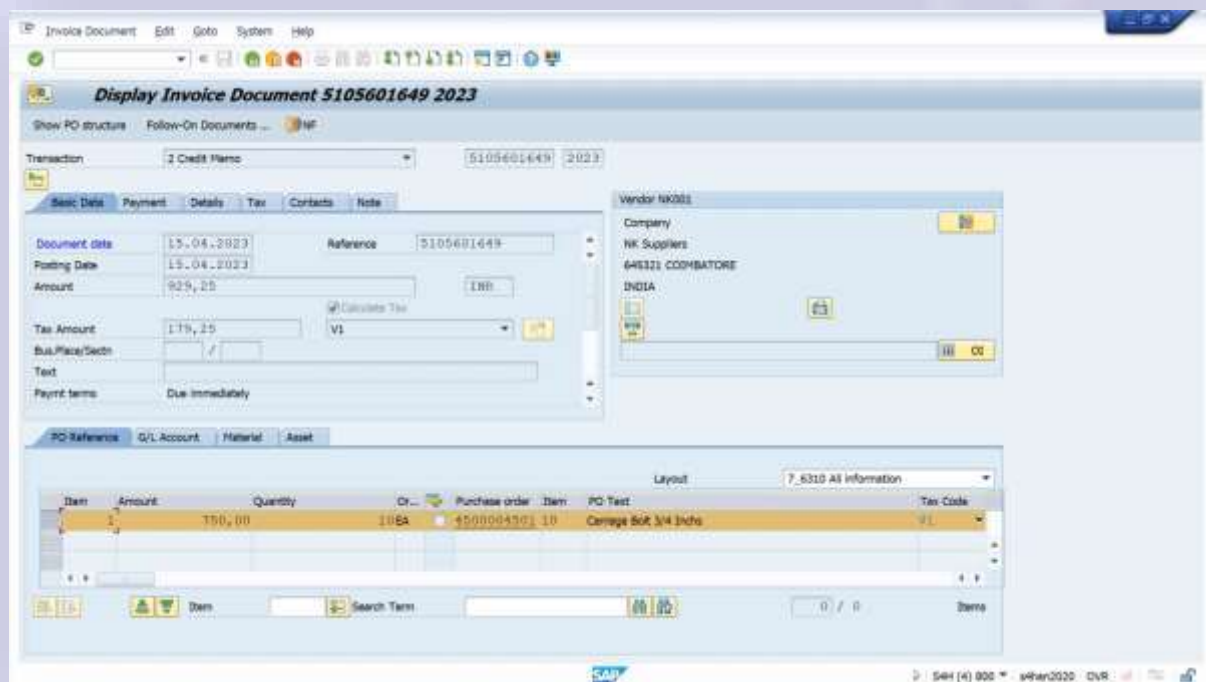 Invoice Document Edit Goto System Help
Display Invoice Document 5105601649 2023
Show PO structure Follow-On Documents ... NF
Transaction 2 Credit Memo 5105601649 2023
Basic Data Payment Details Tax Contacts Note
Vendor NK001
Document date 15.04.2023 Reference 5105601649
Posting Date 15.04.2023
Amount 929,25 INR
Calculate Tax
Tax Amount 179,25 V1
Bus.Place/Sectn /
Text
Paymt terms Due immediately
Company
NK Suppliers
645321 COIMBATORE
INDIA
OI
PO Reference G/L Account Material Asset
Layout 7_6310 All information
Item Amount Quantity Or... Purchase order Item PO Text Tax Code
1 750,00 10 EA 4500004501 10 Carriage Bolt 3/4 Inchs V1
Item Search Term 0 / 0 Items
SAP S4H (4) 800 s4han2020 OVR